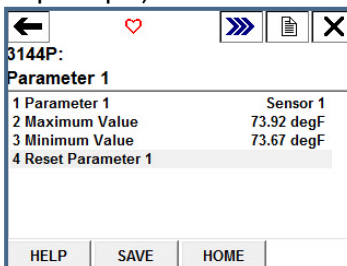 3144P:
Parameter 1
1 Parameter 1 Sensor 1
2 Maximum Value 73.92 degF
3 Minimum Value 73.67 degF
4 Reset Parameter 1
HELP SAVE HOME